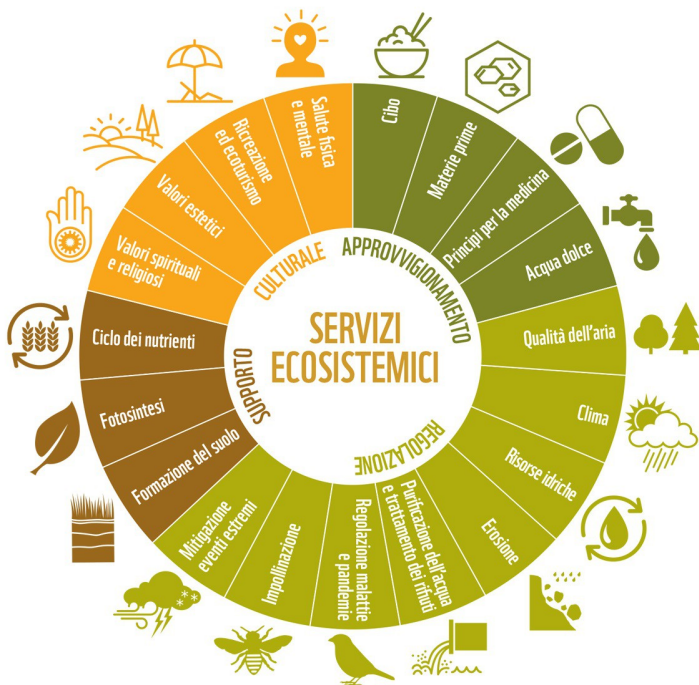 SERVIZI
ECOSISTEMICI
APPROVVIGIONAMENTO
Cibo
Materie prime
Principi per la medicina
Acqua dolce
REGOLAZIONE
Qualità dell'aria
Clima
Risorse idriche
Erosione
Purificazione dell'acqua
e trattamento dei rifiuti
Regolazione malattie
e pandemie
Impollinazione
Mitigazione
eventi estremi
SUPPORTO
Formazione del suolo
Fotosintesi
Ciclo dei nutrienti
CULTURALE
Valori spirituali
e religiosi
Valori estetici
Ricreazione
ed ecoturismo
Salute fisica
e mentale